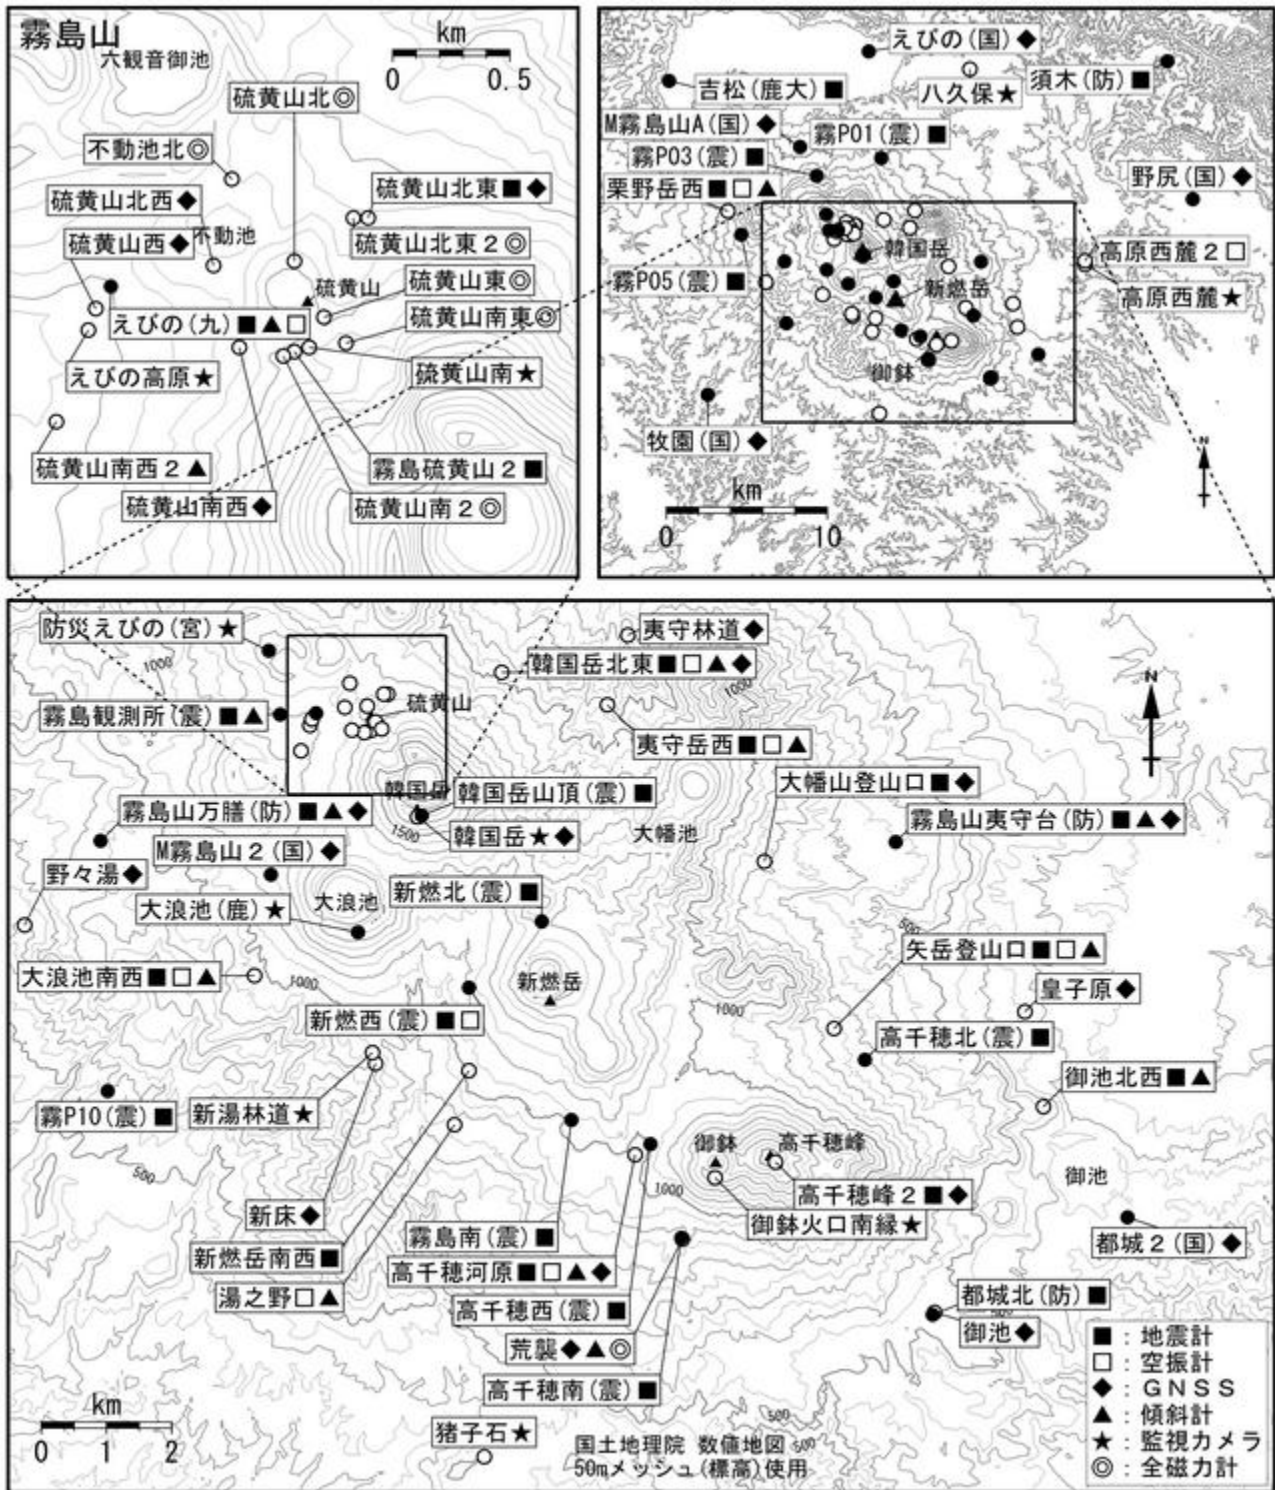 霧島山
六観音御池
km
0 0.5
硫黄山北◎
不動池北◎
硫黄山北東■◆
硫黄山北西◆
不動池
硫黄山西◆
硫黄山北東２◎
硫黄山東◎
硫黄山
硫黄山南東◎
えびの(九)■▲□
えびの高原★
硫黄山南★
硫黄山南西２▲
霧島硫黄山２■
硫黄山南西◆
硫黄山南２◎
えびの(国)◆
吉松(鹿大)■
八久保★
須木(防)■
M霧島山A(国)◆
霧P01(震)■
霧P03(震)■
栗野岳西■□▲
野尻(国)◆
韓国岳
高原西麓２□
霧P05(震)■
新燃岳
高原西麓★
御鉢
牧園(国)◆
km
0 10
N
防災えびの(宮)★
1000
夷守林道◆
韓国岳北東■□▲◆
1000
N
霧島観測所(震)■▲
硫黄山
夷守岳西■□▲
大幡山登山口■◆
韓国岳
韓国岳山頂(震)■
霧島山万膳(防)■▲◆
1500
韓国岳★◆
大幡池
霧島山夷守台(防)■▲◆
M霧島山２(国)◆
野々湯◆
新燃北(震)■
大浪池(鹿)★
大浪池
500
矢岳登山口■□▲
大浪池南西■□▲
1000
新燃岳
皇子原◆
新燃西(震)■□
1000
高千穂北(震)■
御池北西■▲
霧P10(震)■
新湯林道★
500
御鉢
高千穂峰
御池
1000
高千穂峰２■◆
新床◆
御鉢火口南縁★
霧島南(震)■
都城２(国)◆
新燃岳南西■
高千穂河原■□▲◆
湯之野□▲
高千穂西(震)■
都城北(防)■
荒襲◆▲◎
御池◆
高千穂南(震)■
km
0 1 2
猪子石★
500
国土地理院 数値地図
500
50mメッシュ(標高)使用
■：地震計
□：空振計
◆：ＧＮＳＳ
▲：傾斜計
★：監視カメラ
◎：全磁力計